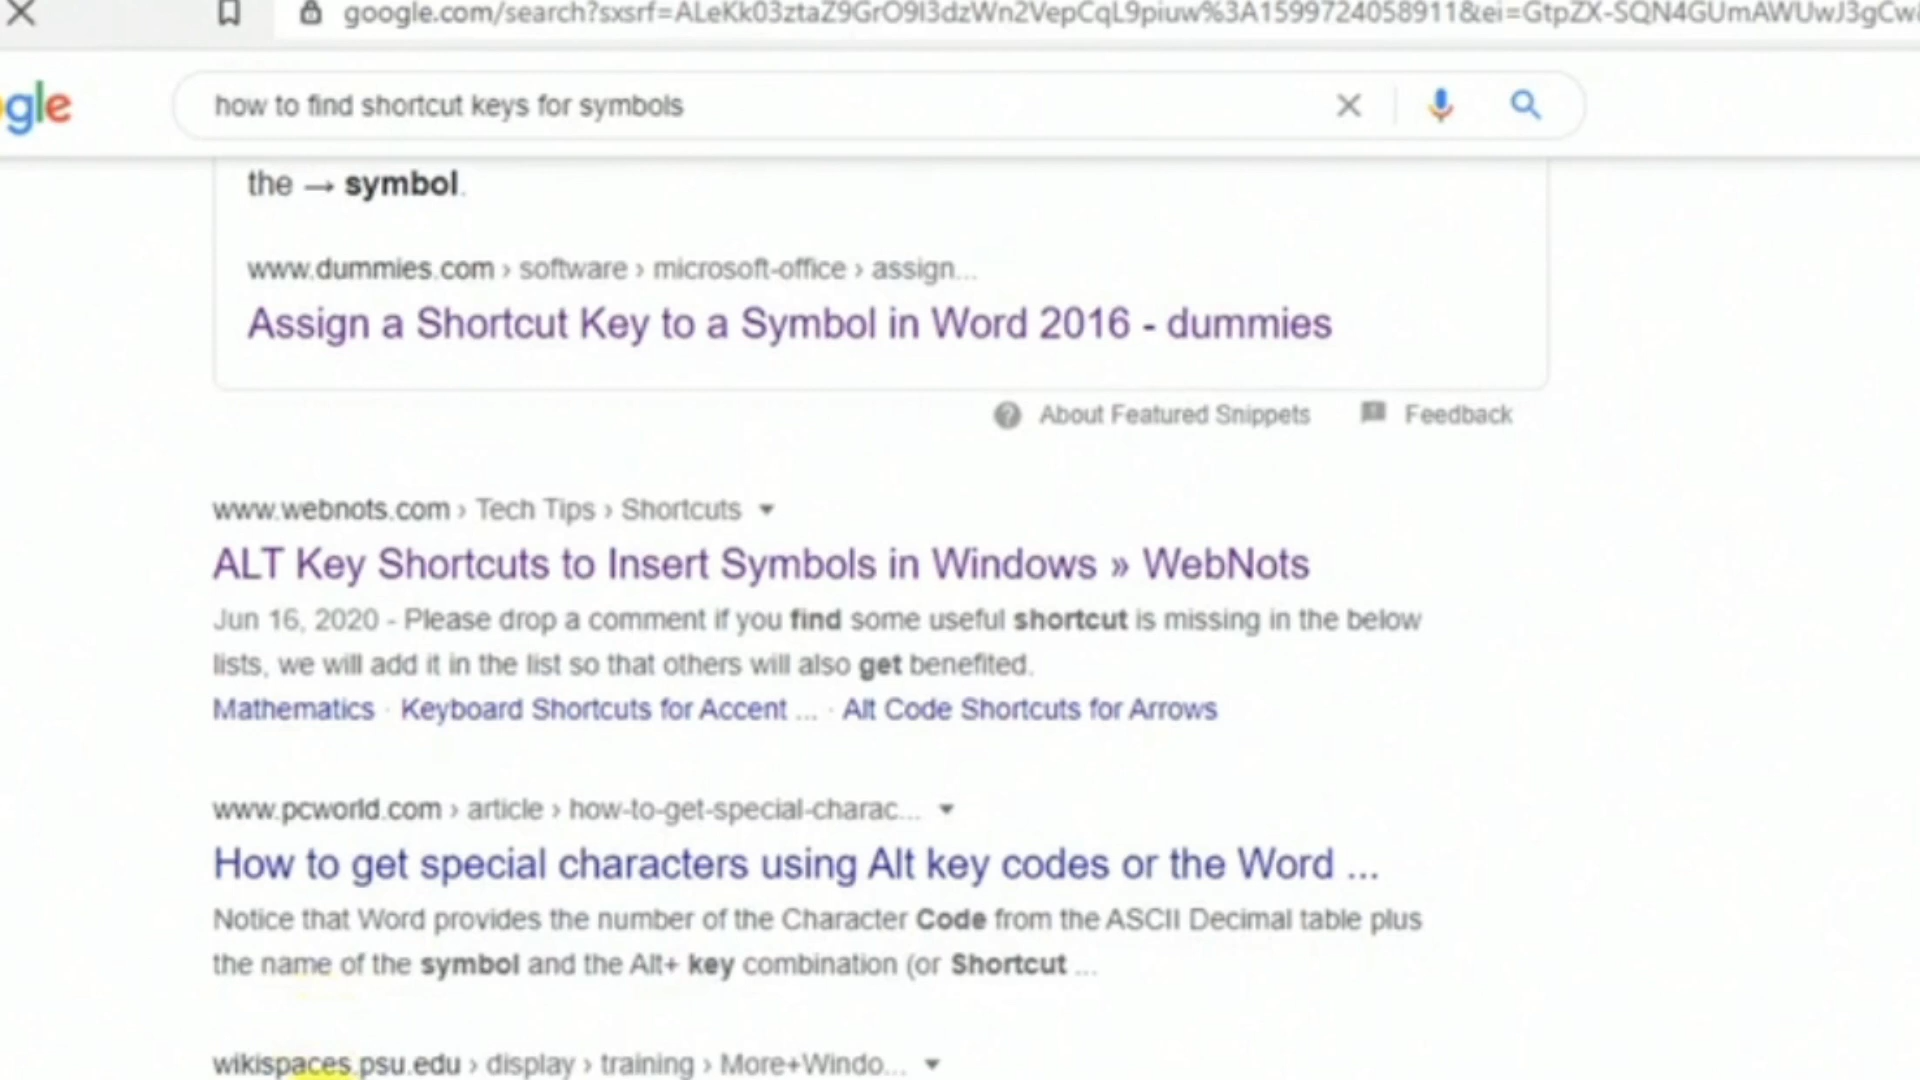 google.com/search?sxsrf=ALeKk03ztaZ9GrO9I3dzWn2VepCqL9piuw%3A1599724058911&ei=GtpZX-SQN4GUmAWUwJ3gCw
gle
how to find shortcut keys for symbols
the → symbol.
www.dummies.com › software › microsoft-office › assign...
Assign a Shortcut Key to a Symbol in Word 2016 - dummies
About Featured Snippets Feedback
www.webnots.com › Tech Tips › Shortcuts
ALT Key Shortcuts to Insert Symbols in Windows » WebNots
Jun 16, 2020 - Please drop a comment if you find some useful shortcut is missing in the below
lists, we will add it in the list so that others will also get benefited.
Mathematics · Keyboard Shortcuts for Accent ... · Alt Code Shortcuts for Arrows
www.pcworld.com › article › how-to-get-special-charac...
How to get special characters using Alt key codes or the Word ...
Notice that Word provides the number of the Character Code from the ASCII Decimal table plus
the name of the symbol and the Alt+ key combination (or Shortcut ...
wikispaces.psu.edu › display › training › More+Windo...